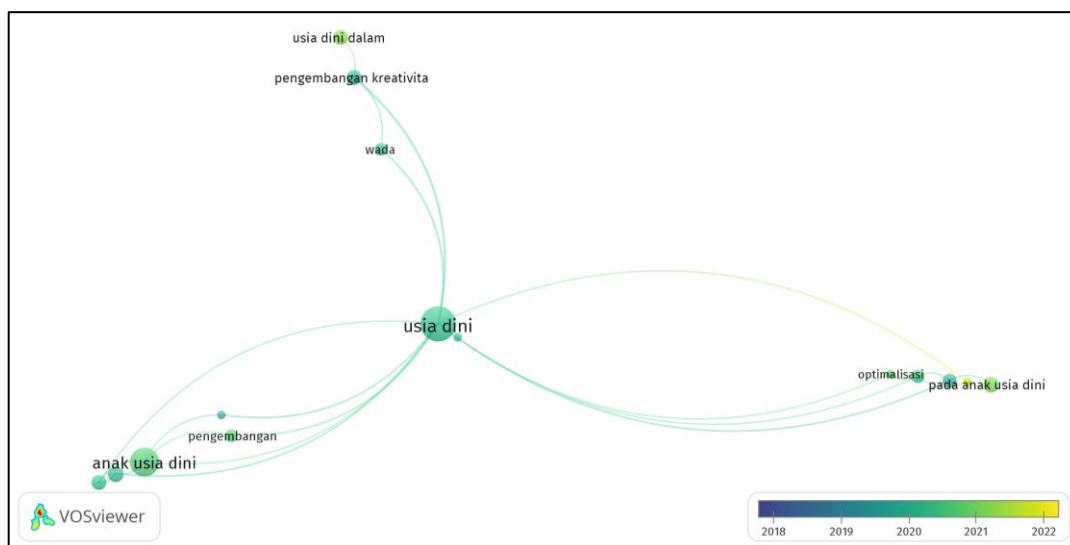 usia dini dalam
pengembangan kreativita
wada
usia dini
optimalisasi
pada anak usia dini
pengembangan
anak usia dini
VOSviewer
2018 2019 2020 2021 2022